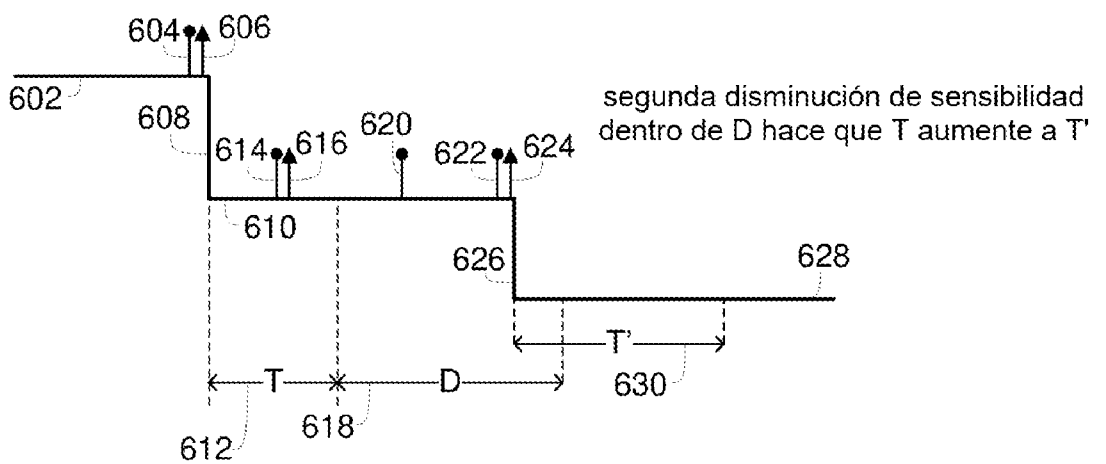 604 606
602
608
segunda disminución de sensibilidad
dentro de D hace que T aumente a T'
614 616 620 622 624
610
626 628
T'
T D 630
612 618